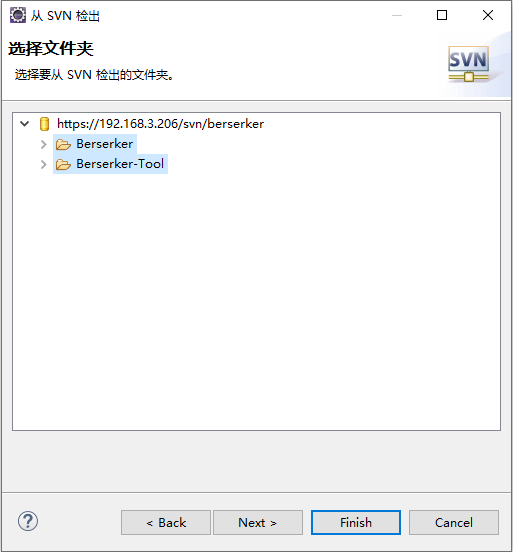 从 SVN 检出
选择文件夹
选择要从 SVN 检出的文件夹。
SVN
https://192.168.3.206/svn/berserker
Berserker
Berserker-Tool
?
< Back
Next >
Finish
Cancel